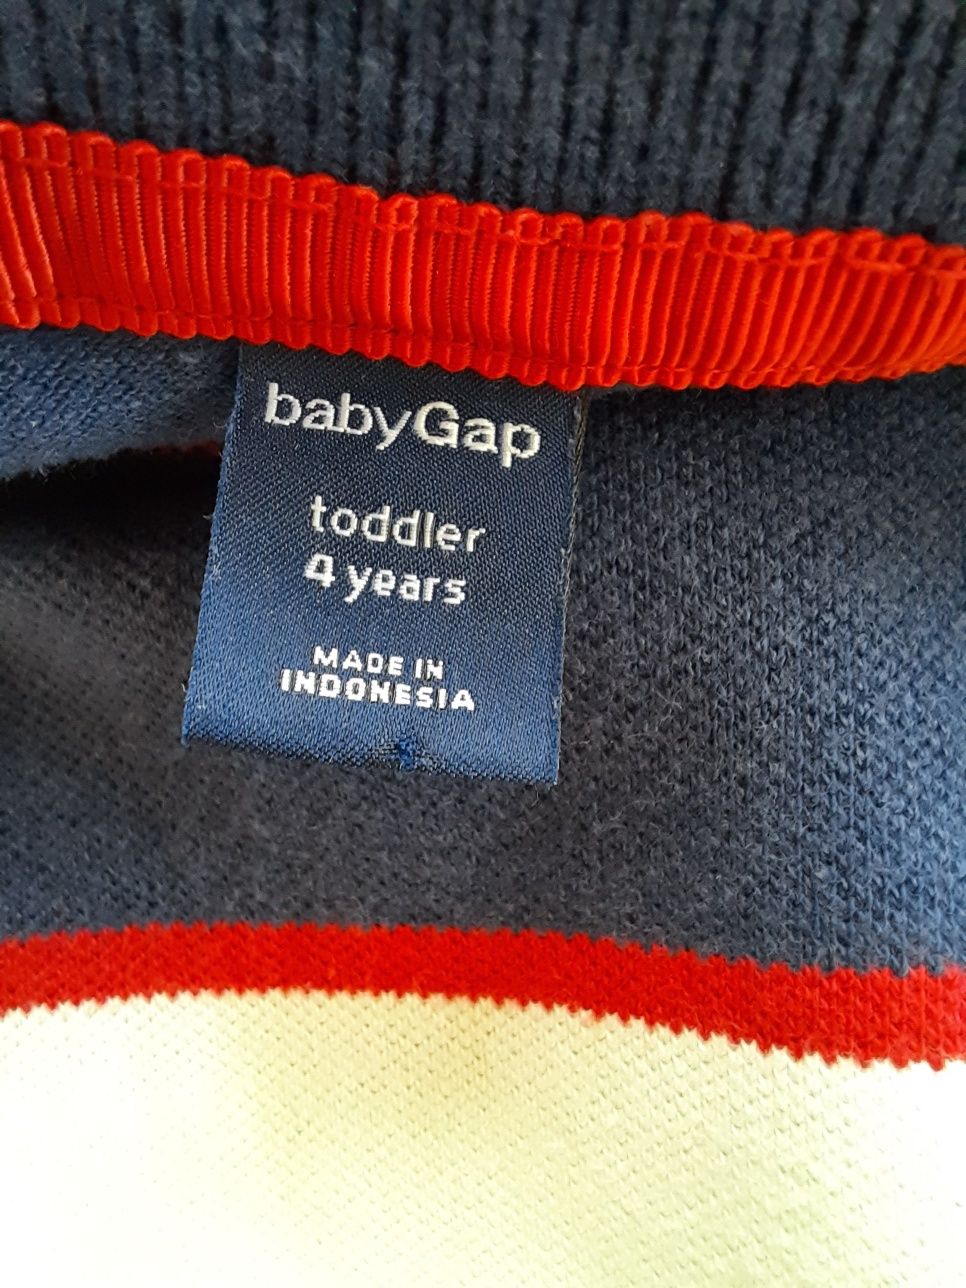 babyGap
toddler
4 years
MADE IN
INDONESIA